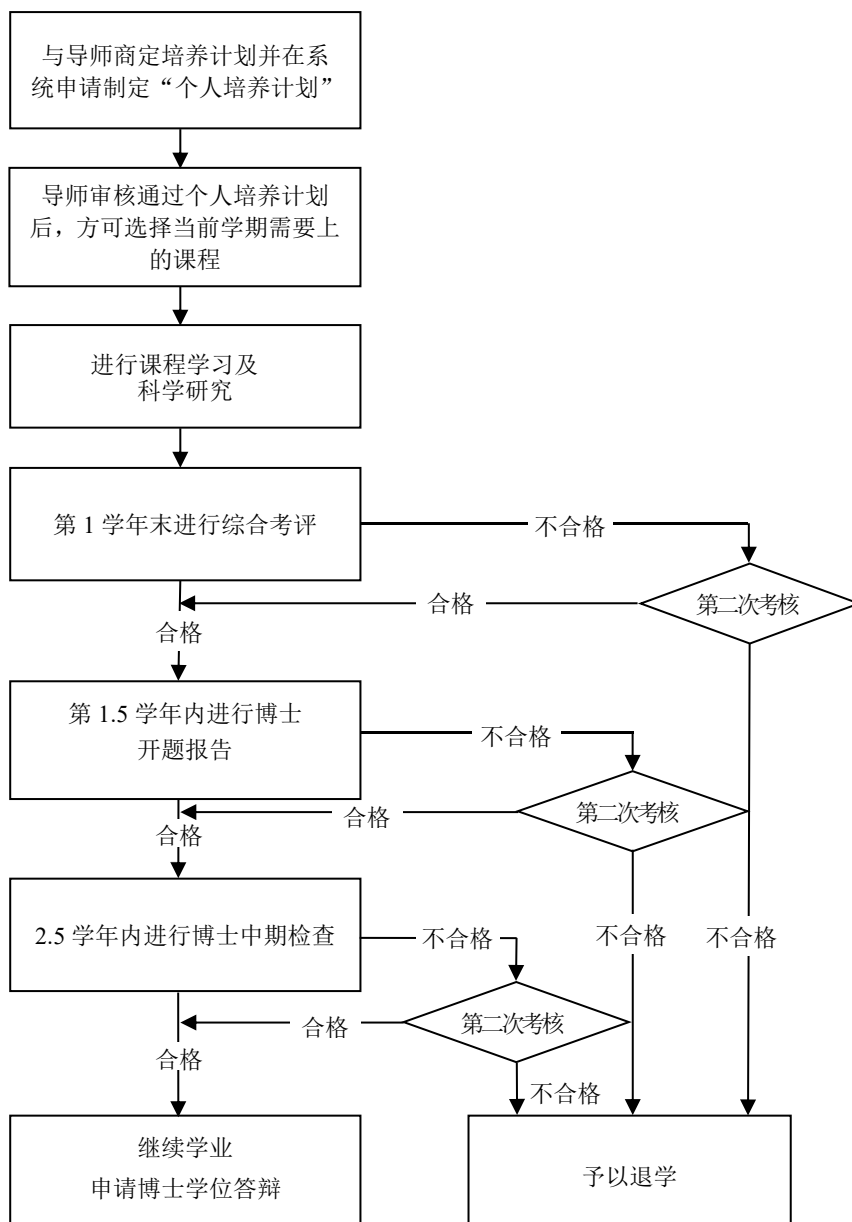 与导师商定培养计划并在系
统申请制定“个人培养计划”
导师审核通过个人培养计划
后，方可选择当前学期需要上
的课程
进行课程学习及
科学研究
第 1 学年末进行综合考评
不合格
第二次考核
合格
合格
第 1.5 学年内进行博士
开题报告
不合格
第二次考核
合格
合格
2.5 学年内进行博士中期检查
不合格
不合格
不合格
第二次考核
合格
合格
不合格
继续学业
申请博士学位答辩
予以退学